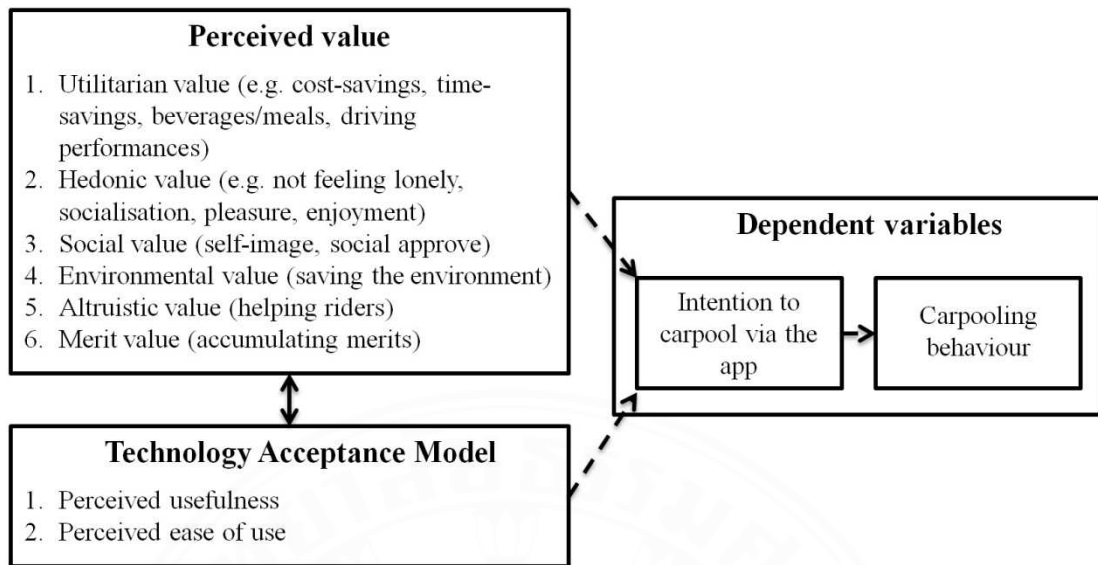 Perceived value
1. Utilitarian value (e.g. cost-savings, time-
savings, beverages/meals, driving
performances)
2. Hedonic value (e.g. not feeling lonely,
socialisation, pleasure, enjoyment)
3. Social value (self-image, social approve)
4. Environmental value (saving the environment)
5. Altruistic value (helping riders)
6. Merit value (accumulating merits)
Technology Acceptance Model
1. Perceived usefulness
2. Perceived ease of use
Dependent variables
Intention to
carpool via the
app
Carpooling
behaviour